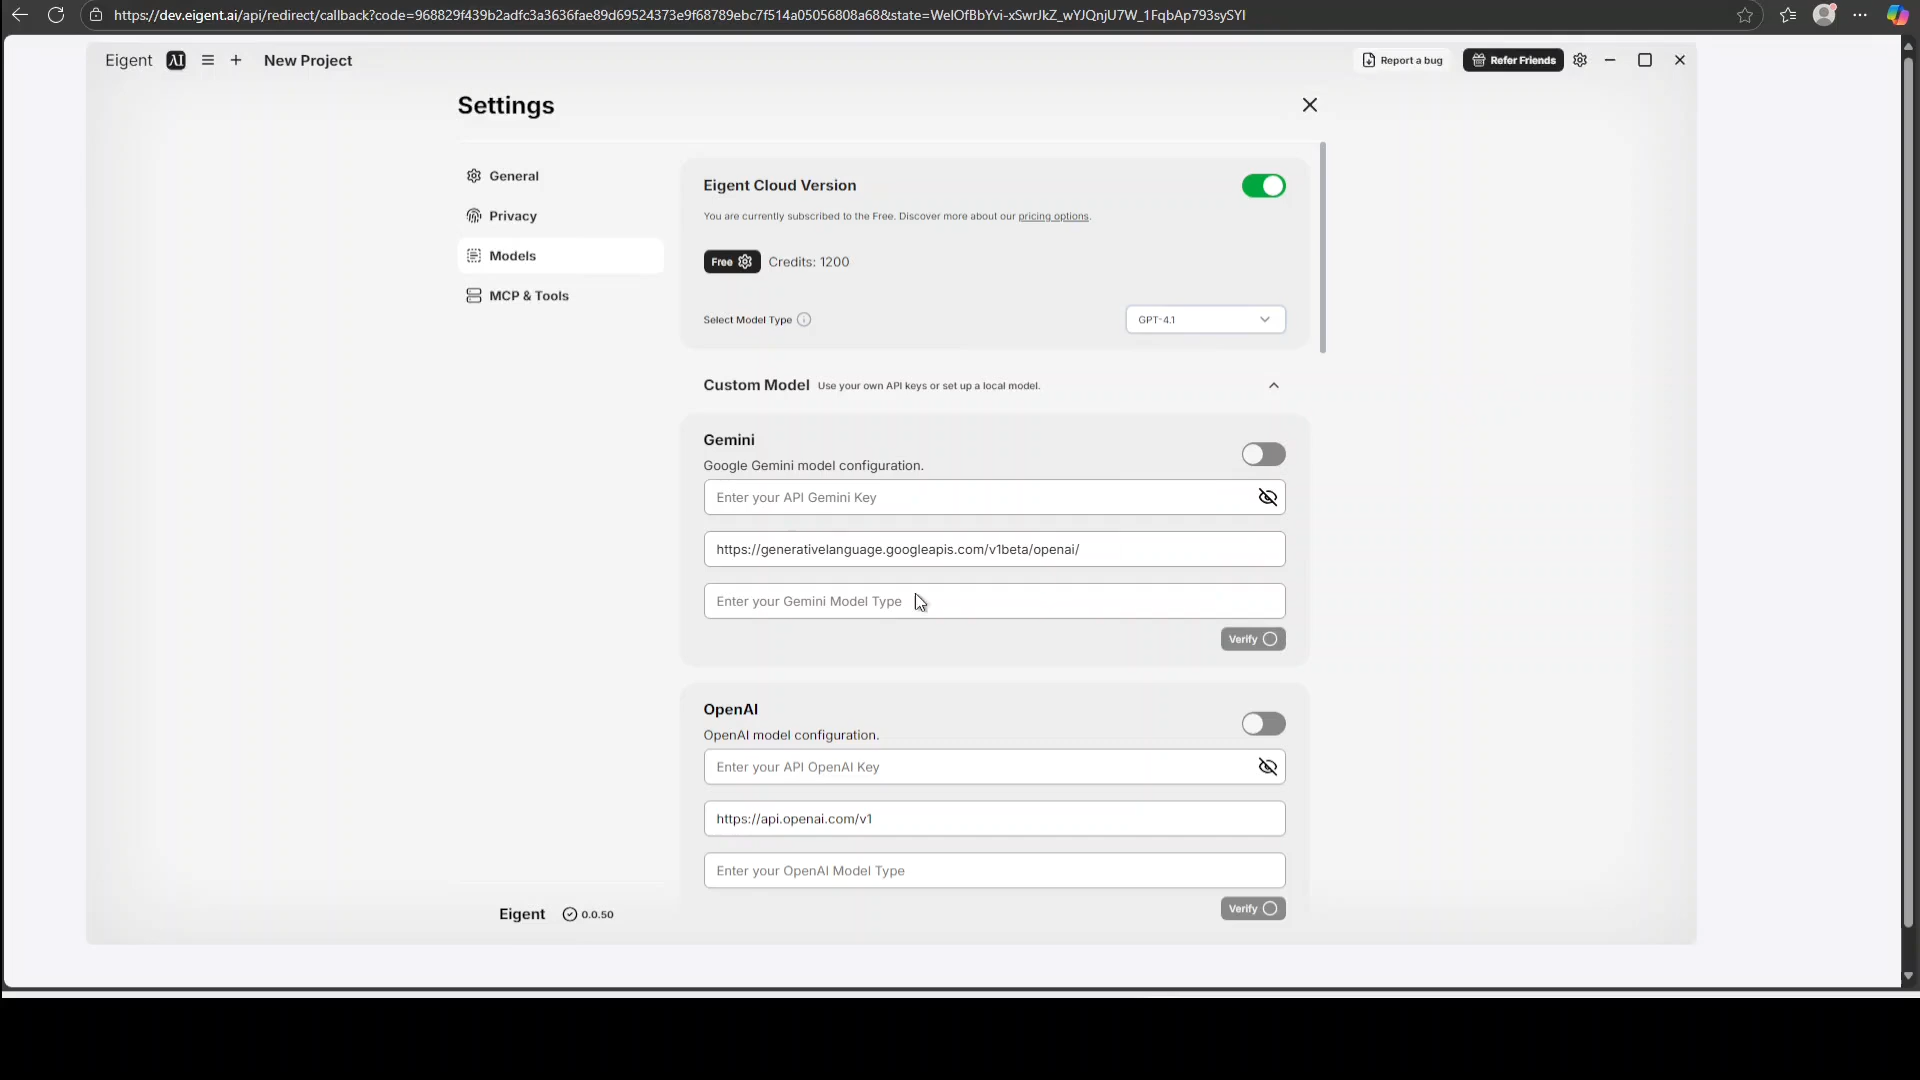 https://dev.eigent.ai/api/redirect/callback?code=968829f439b2adfc3a3636fae89d69524373e9f68789ebc7f514a05056808a68&state=WelOfBbYvi-xSwrJkZ_wYJQnjU7W_1FqbAp793sySYI
Eigent
New Project
Report a bug
Refer Friends
Settings
General
Privacy
Models
MCP & Tools
Eigent Cloud Version
You are currently subscribed to the Free. Discover more about our pricing options.
Free
Credits: 1200
Select Model Type
GPT-4.1
Custom Model Use your own API keys or set up a local model.
Gemini
Google Gemini model configuration.
Enter your API Gemini Key
https://generativelanguage.googleapis.com/v1beta/openai/
Enter your Gemini Model Type
Verify
OpenAI
OpenAI model configuration.
Enter your API OpenAI Key
https://api.openai.com/v1
Enter your OpenAI Model Type
Verify
Eigent 0.0.50